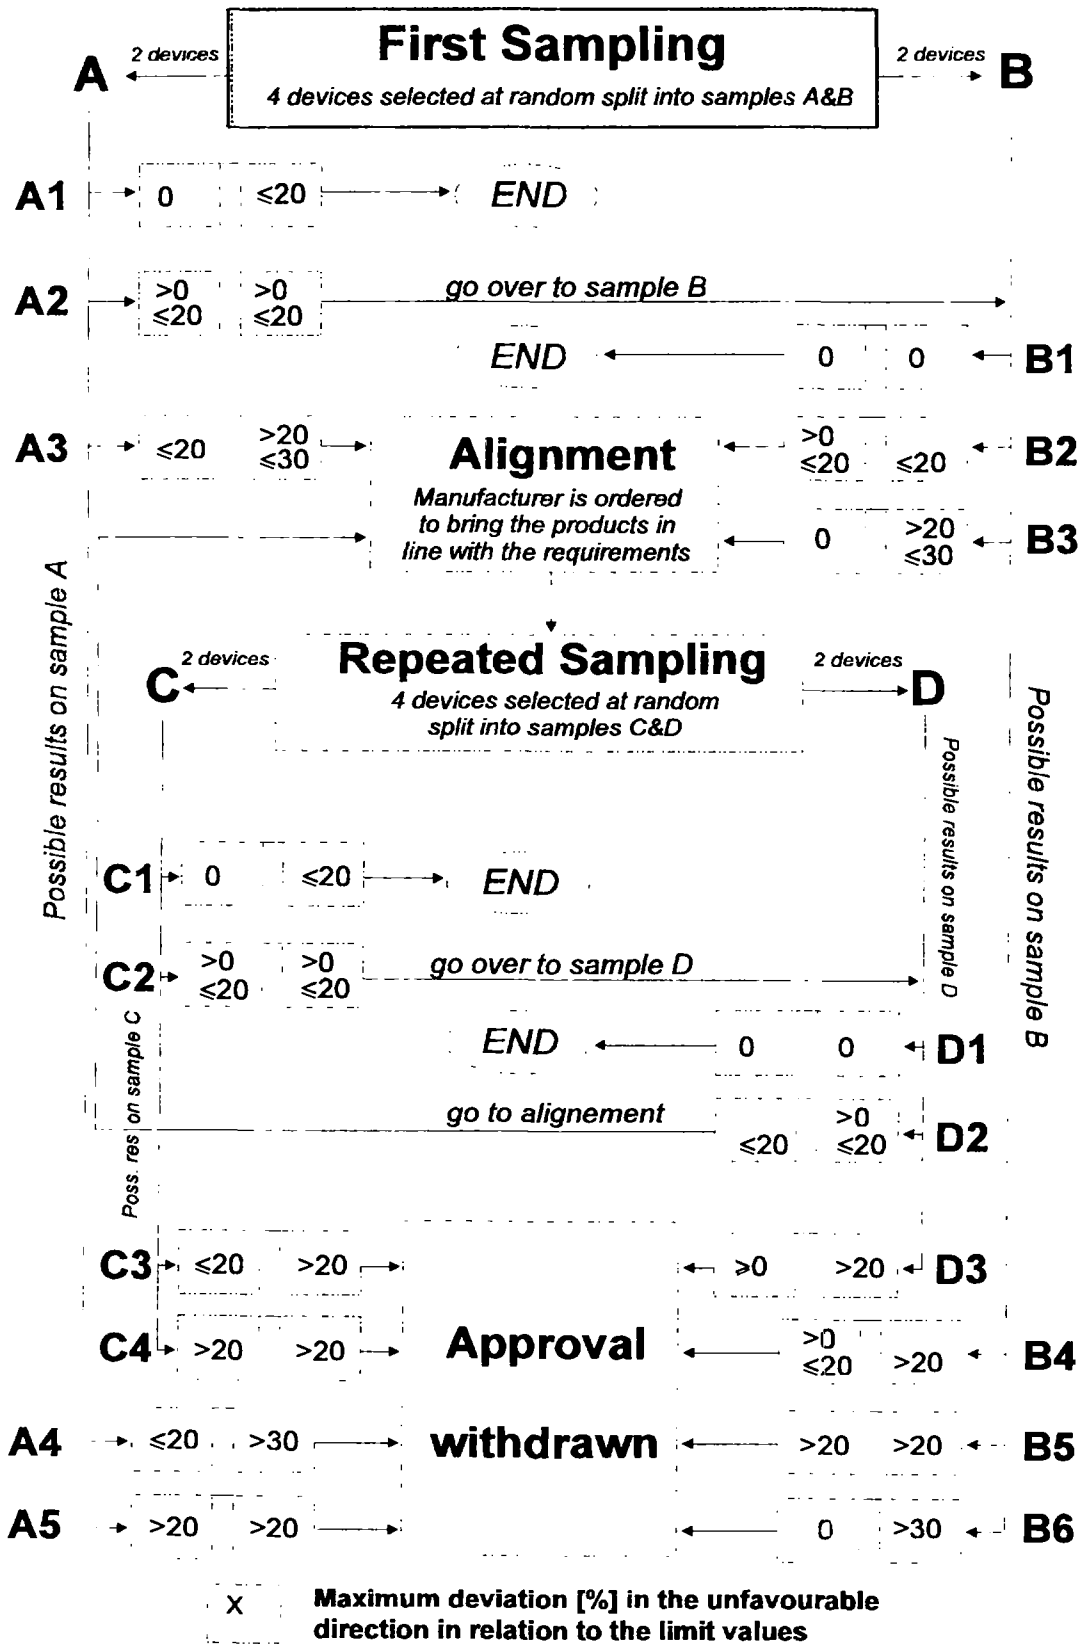 First Sampling
4 devices selected at random split into samples A&B
A 2 devices 2 devices B
A1 0 ≤20 END
A2 >0 ≤20 >0 ≤20 go over to sample B
END 0 0 B1
A3 ≤20 >20 ≤30
Alignment
Manufacturer is ordered
to bring the products in
line with the requirements
>0 ≤20 ≤20 B2
0 >20 ≤30 B3
Possible results on sample A
Repeated Sampling
4 devices selected at random
split into samples C&D
C 2 devices 2 devices D
Possible results on sample D
Possible results on sample B
C1 0 ≤20 END
C2 >0 ≤20 >0 ≤20 go over to sample D
Poss. res on sample C
END 0 0 D1
go to alignement ≤20 >0 ≤20 D2
C3 ≤20 >20 ⩾0 >20 D3
C4 >20 >20 Approval >0 ≤20 >20 B4
A4 ≤20 >30 withdrawn >20 >20 B5
A5 >20 >20 0 >30 B6
X Maximum deviation [%] in the unfavourable
direction in relation to the limit values